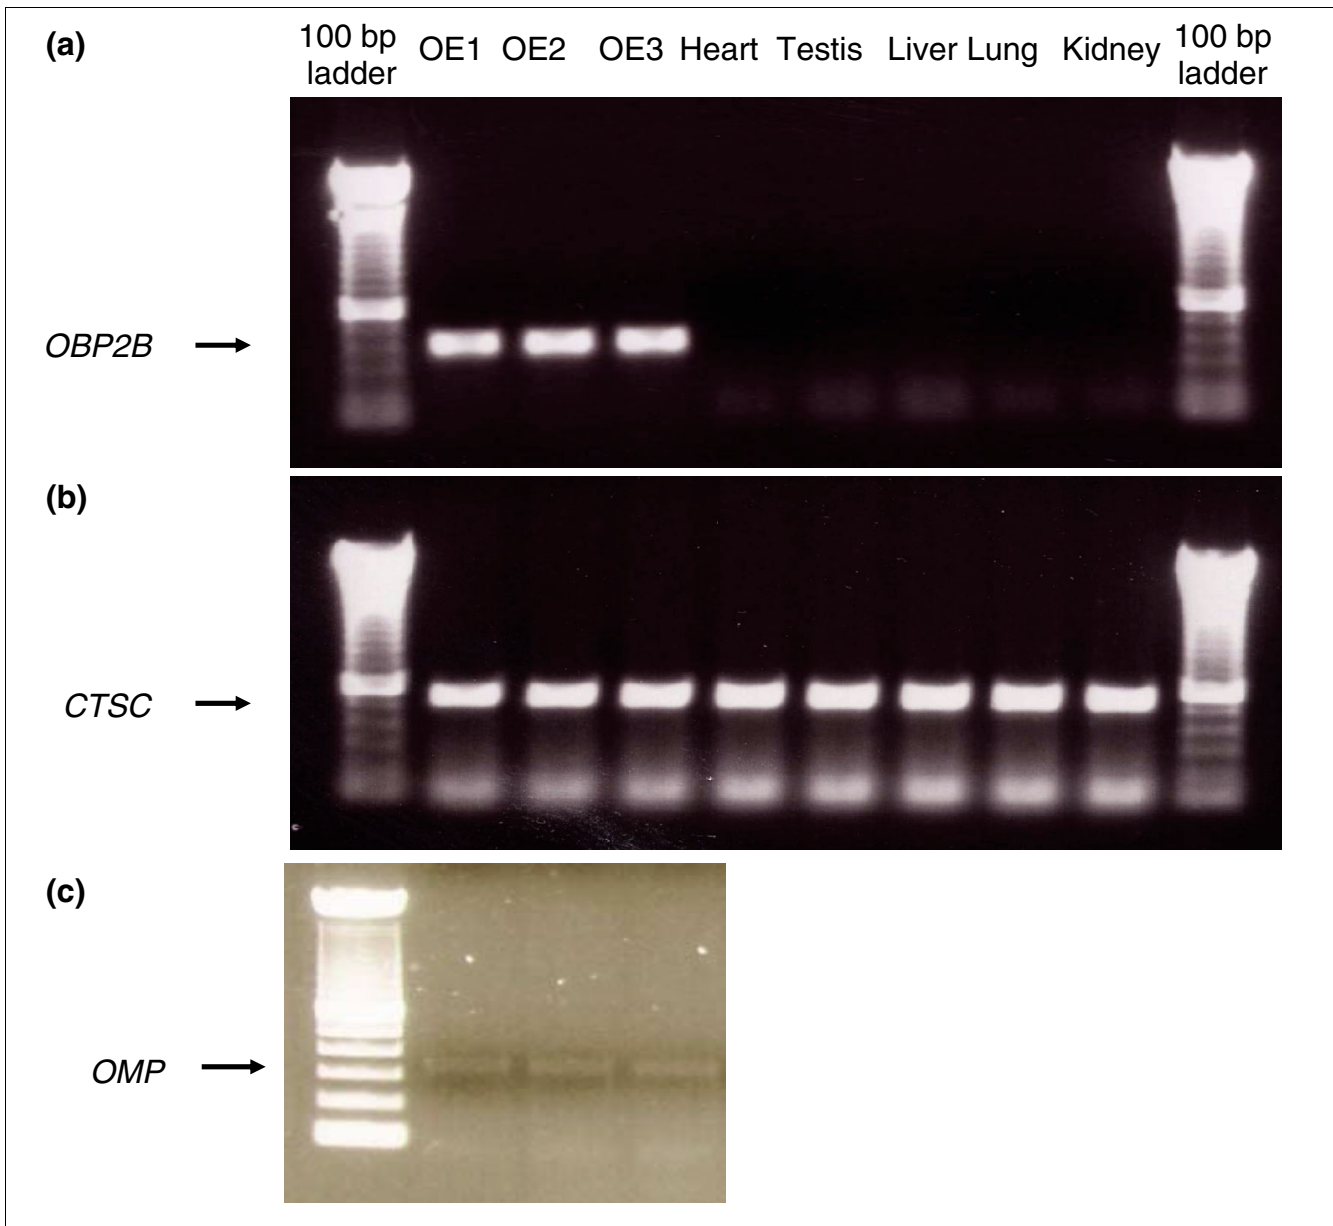 (a)
100 bp ladder OE1 OE2 OE3 Heart Testis Liver Lung Kidney 100 bp ladder
OBP2B
(b)
CTSC
(c)
OMP